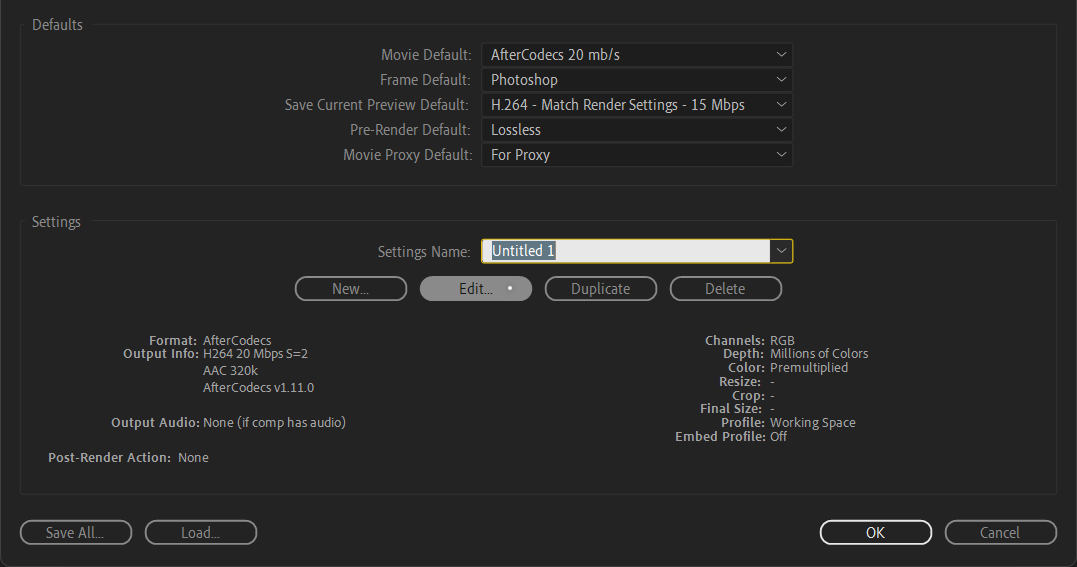 Defaults
Movie Default: AfterCodecs 20 mb/s
Frame Default: Photoshop
Save Current Preview Default: H.264 - Match Render Settings - 15 Mbps
Pre-Render Default: Lossless
Movie Proxy Default: For Proxy
Settings
Settings Name: Untitled 1
New... Edit... Duplicate Delete
Format: AfterCodecs
Output Info: H264 20 Mbps S=2
AAC 320k
AfterCodecs v1.11.0
Output Audio: None (if comp has audio)
Post-Render Action: None
Channels: RGB
Depth: Millions of Colors
Color: Premultiplied
Resize: -
Crop: -
Final Size: -
Profile: Working Space
Embed Profile: Off
Save All... Load... OK Cancel